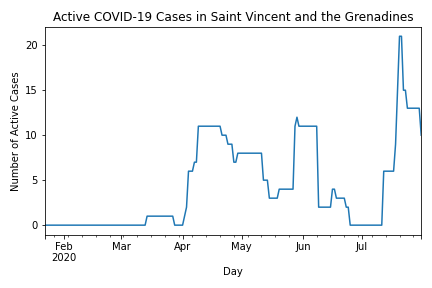 Active COVID-19 Cases in Saint Vincent and the Grenadines
Number of Active Cases
20
15
10
5
0
Feb Mar Apr May Jun Jul
2020
Day